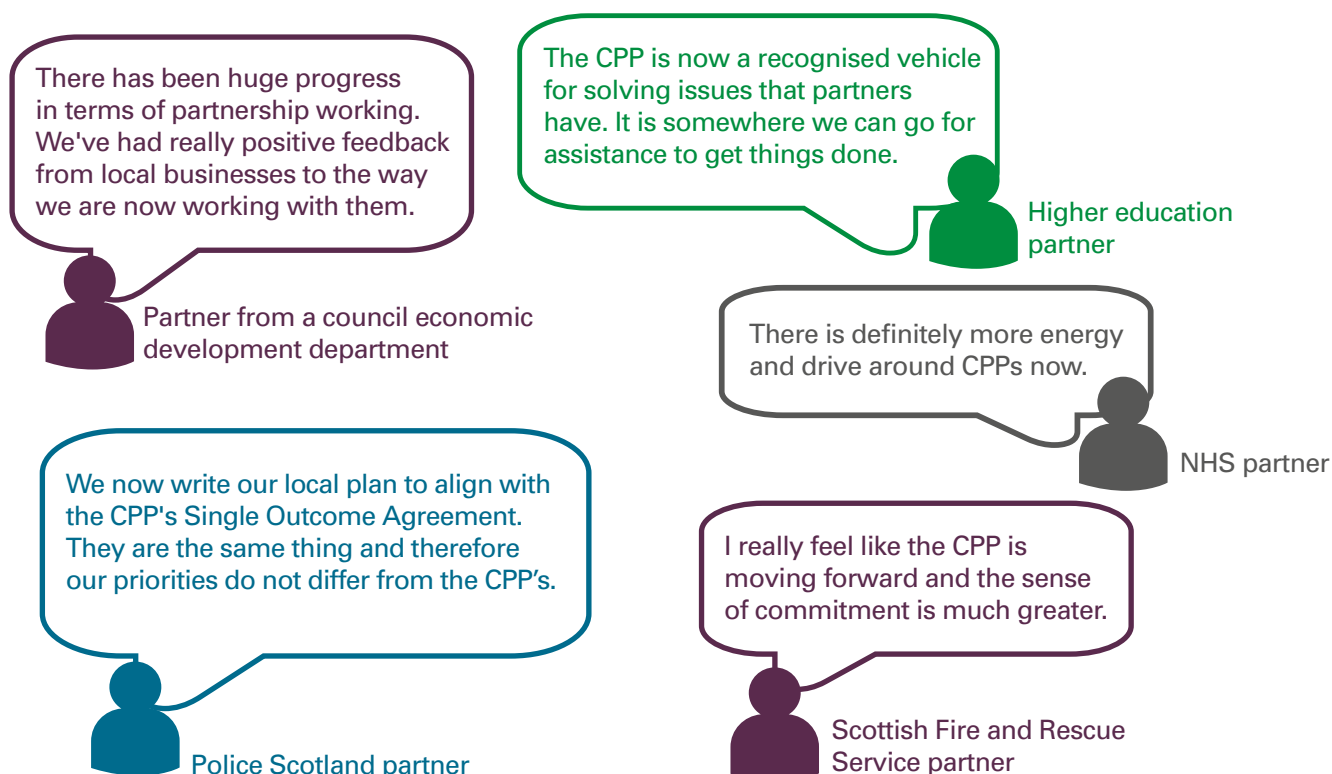 There has been huge progress
in terms of partnership working.
We've had really positive feedback
from local businesses to the way
we are now working with them.
Partner from a council economic
development department
The CPP is now a recognised vehicle
for solving issues that partners
have. It is somewhere we can go for
assistance to get things done.
Higher education
partner
There is definitely more energy
and drive around CPPs now.
NHS partner
We now write our local plan to align with
the CPP's Single Outcome Agreement.
They are the same thing and therefore
our priorities do not differ from the CPP’s.
Police Scotland partner
I really feel like the CPP is
moving forward and the sense
of commitment is much greater.
Scottish Fire and Rescue
Service partner